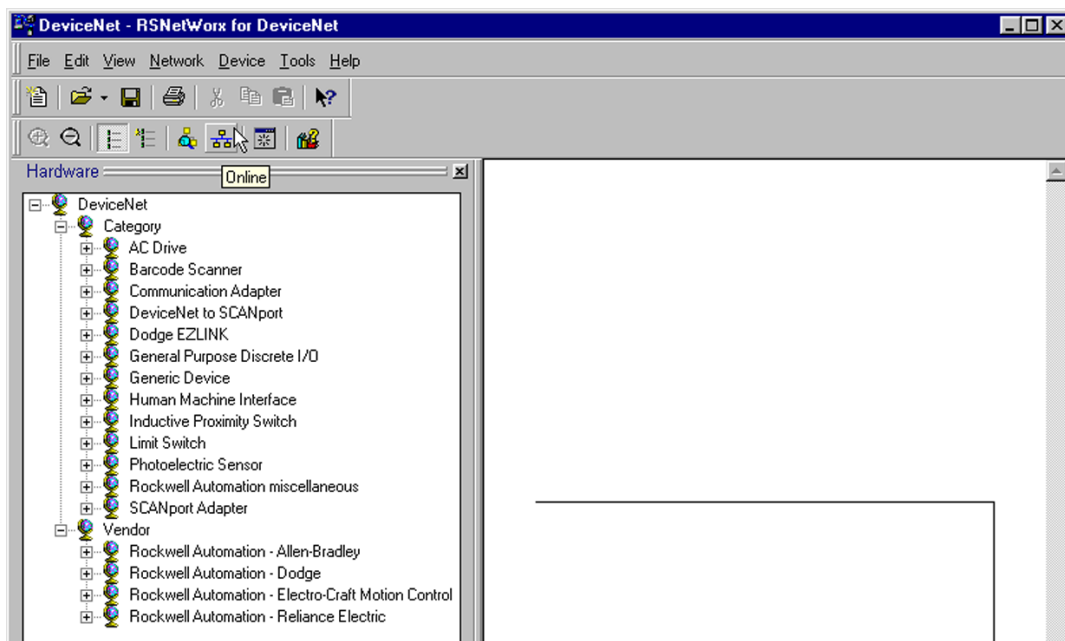 DeviceNet - RSNetWorx for DeviceNet
File Edit View Network Device Tools Help
Online
Hardware
DeviceNet
Category
AC Drive
Barcode Scanner
Communication Adapter
DeviceNet to SCANport
Dodge EZLINK
General Purpose Discrete I/O
Generic Device
Human Machine Interface
Inductive Proximity Switch
Limit Switch
Photoelectric Sensor
Rockwell Automation miscellaneous
SCANport Adapter
Vendor
Rockwell Automation - Allen-Bradley
Rockwell Automation - Dodge
Rockwell Automation - Electro-Craft Motion Control
Rockwell Automation - Reliance Electric